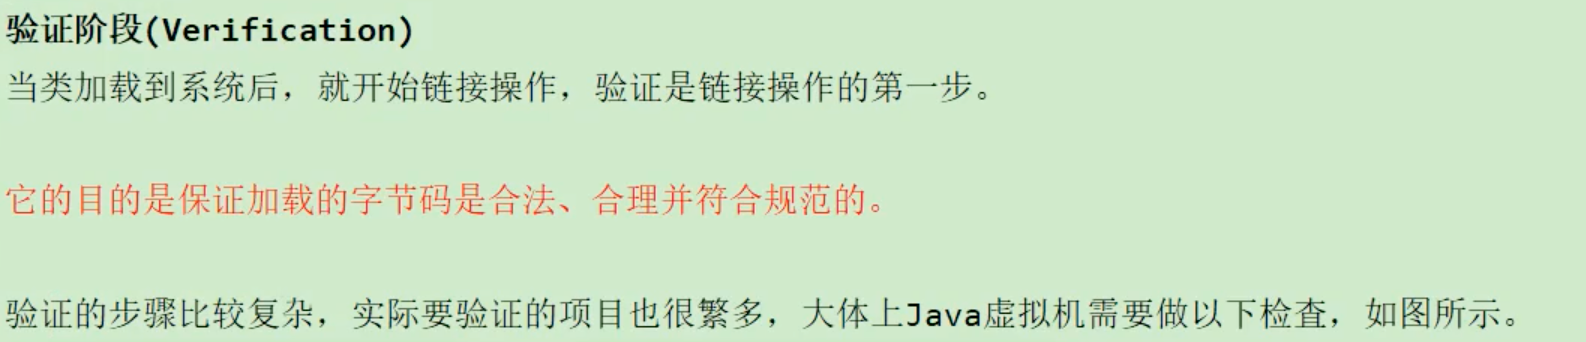 验证阶段(Verification)
当类加载到系统后，就开始链接操作，验证是链接操作的第一步。
它的目的是保证加载的字节码是合法、合理并符合规范的。
验证的步骤比较复杂，实际要验证的项目也很繁多，大体上Java虚拟机需要做以下检查，如图所示。